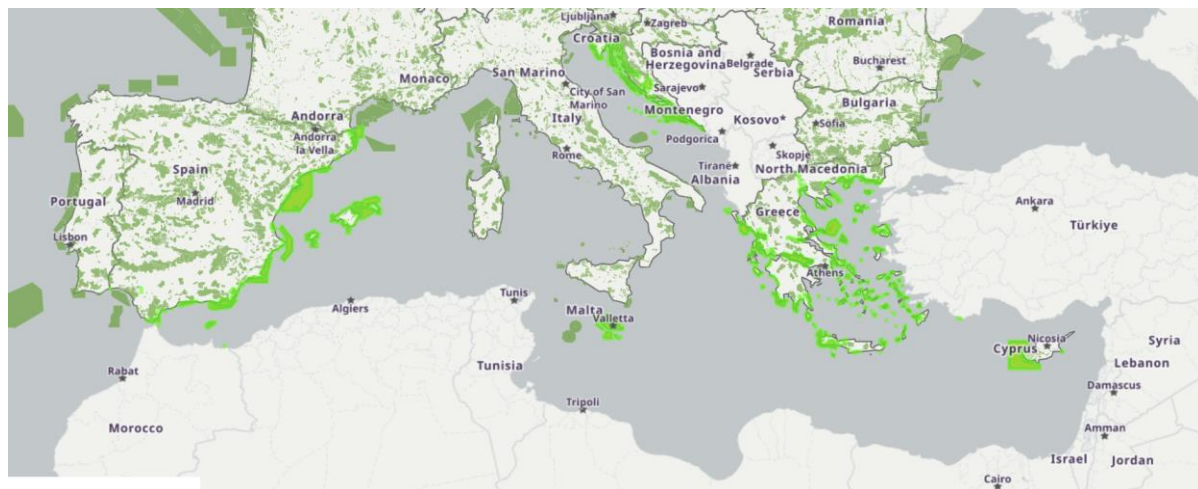 Ljubljana
Zagreb
Romania
Croatia
Bosnia and
Herzegovina
Belgrade
Serbia
Bucharest
Monaco
San Marino
City of San
Marino
Sarajevo
Italy
Montenegro
Bulgaria
Andorra
Andorra
la Vella
Kosovo
Sofia
Podgorica
Rome
Skopje
Tirane
North Macedonia
Albania
Spain
Madrid
Portugal
Lisbon
Greece
Ankara
Türkiye
Athens
Algiers
Tunis
Malta
Valletta
Nicosia
Cyprus
Syria
Lebanon
Rabat
Tunisia
Damascus
Tripoli
Morocco
Amman
Israel
Jordan
Cairo